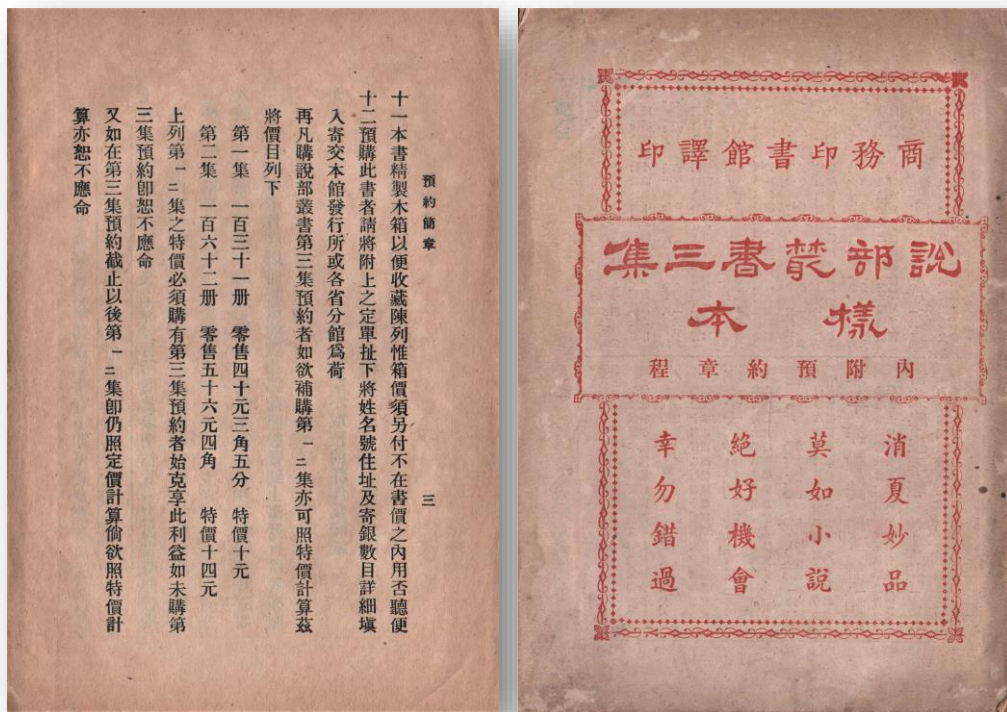 商務印書館譯印
說部叢書三集
樣本
內附預約章程
消夏妙品
莫如小說
絕好機會
幸勿錯過
預約簡章 三
十一本書精製木箱以便收藏陳列惟箱價須另付不在書價之內用否聽便
十二預購此書者請將附上之定單扯下將姓名號住址及寄銀數目詳細塡
入寄交本館發行所或各省分館爲荷
再凡購說部叢書第三集預約者如欲補購第一二集亦可照特價計算茲
將價目列下
第一集 一百三十一册 零售四十元三角五分 特價十元
第二集 一百六十二册 零售五十六元四角 特價十四元
上列第一二集之特價必須購有第三集預約者始克享此利益如未購第
三集預約卽恕不應命
又如在第三集預約截止以後第一二集卽仍照定價計算倘欲照特價計
算亦恕不應命